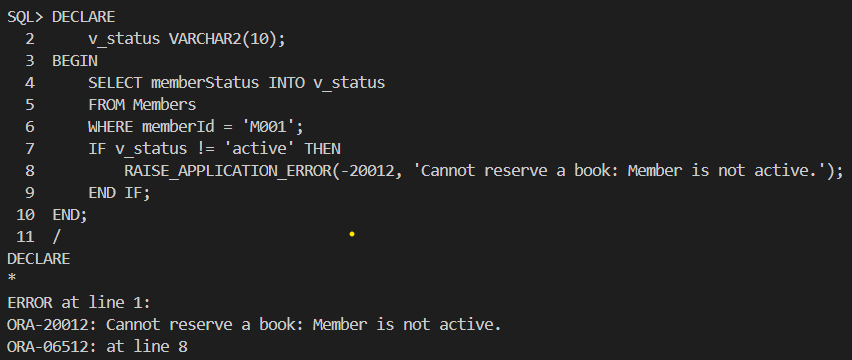 SQL> DECLARE
  2      v_status VARCHAR2(10);
  3  BEGIN
  4      SELECT memberStatus INTO v_status
  5      FROM Members
  6      WHERE memberId = 'M001';
  7      IF v_status != 'active' THEN
  8          RAISE_APPLICATION_ERROR(-20012, 'Cannot reserve a book: Member is not active.');
  9      END IF;
 10  END;
 11  /
DECLARE
*
ERROR at line 1:
ORA-20012: Cannot reserve a book: Member is not active.
ORA-06512: at line 8